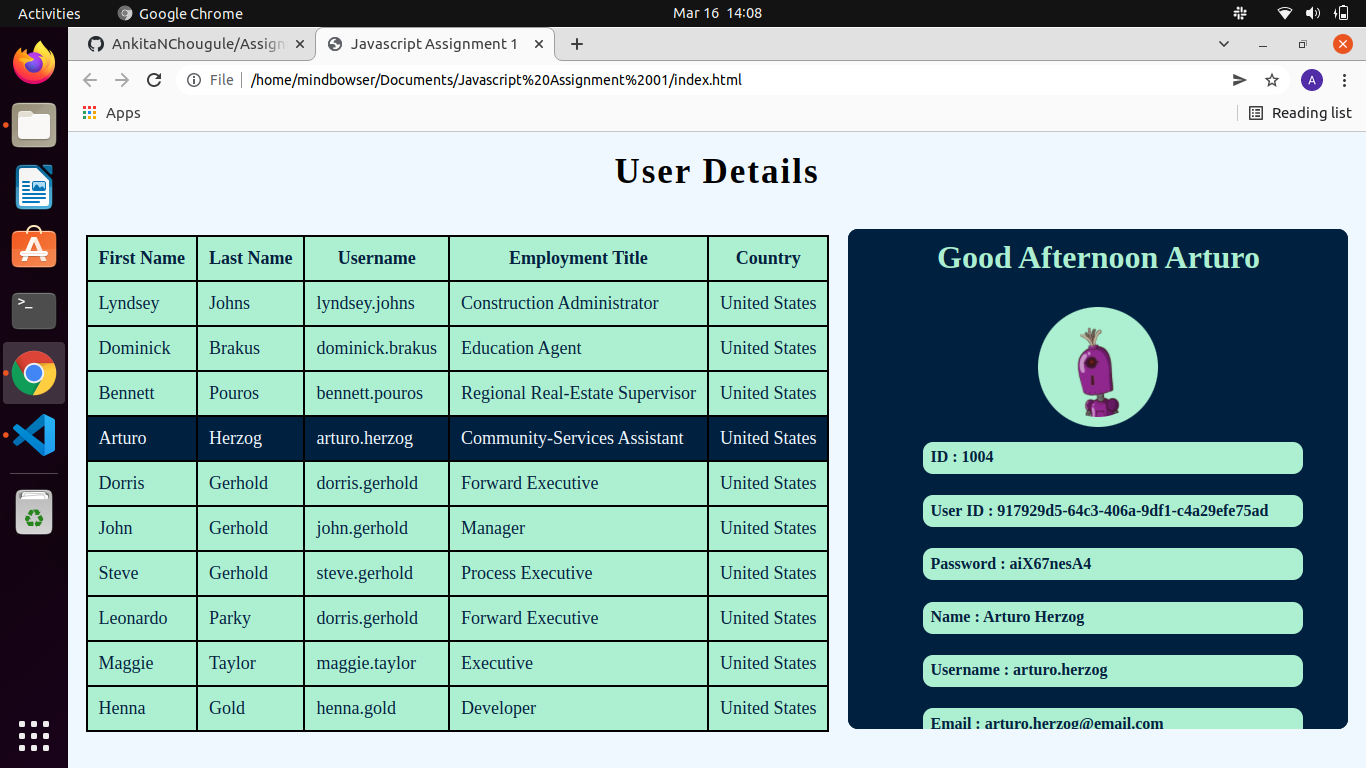 Activities Google Chrome Mar 16 14:08
AnkitaNChougule/Assign Javascript Assignment 1
File /home/mindbowser/Documents/Javascript%20Assignment%2001/index.html A
Apps Reading list
User Details
First Name Last Name Username Employment Title Country
Lyndsey Johns lyndsey.johns Construction Administrator United States
Dominick Brakus dominick.brakus Education Agent United States
Bennett Pouros bennett.pouros Regional Real-Estate Supervisor United States
Arturo Herzog arturo.herzog Community-Services Assistant United States
Dorris Gerhold dorris.gerhold Forward Executive United States
John Gerhold john.gerhold Manager United States
Steve Gerhold steve.gerhold Process Executive United States
Leonardo Parky dorris.gerhold Forward Executive United States
Maggie Taylor maggie.taylor Executive United States
Henna Gold henna.gold Developer United States
Good Afternoon Arturo
ID : 1004
User ID : 917929d5-64c3-406a-9df1-c4a29efe75ad
Password : aiX67nesA4
Name : Arturo Herzog
Username : arturo.herzog
Email : arturo.herzog@email.com